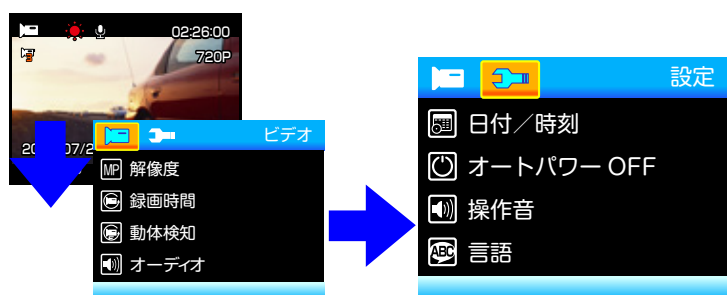 02:26:00
720P
ビデオ
MP 解像度
録画時間
動体検知
オーディオ
設定
日付／時刻
オートパワー OFF
操作音
ABC 言語